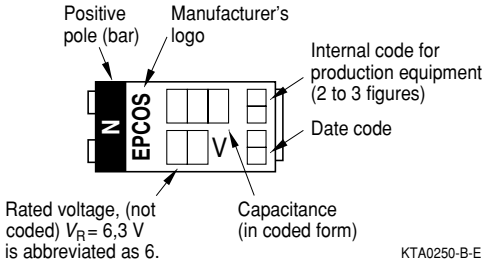 Positive
pole (bar)
Manufacturer's
logo
Internal code for
production equipment
(2 to 3 figures)
Date code
N
EPCOS
V
Rated voltage, (not
coded) VR = 6,3 V
is abbreviated as 6.
Capacitance
(in coded form)
KTA0250-B-E